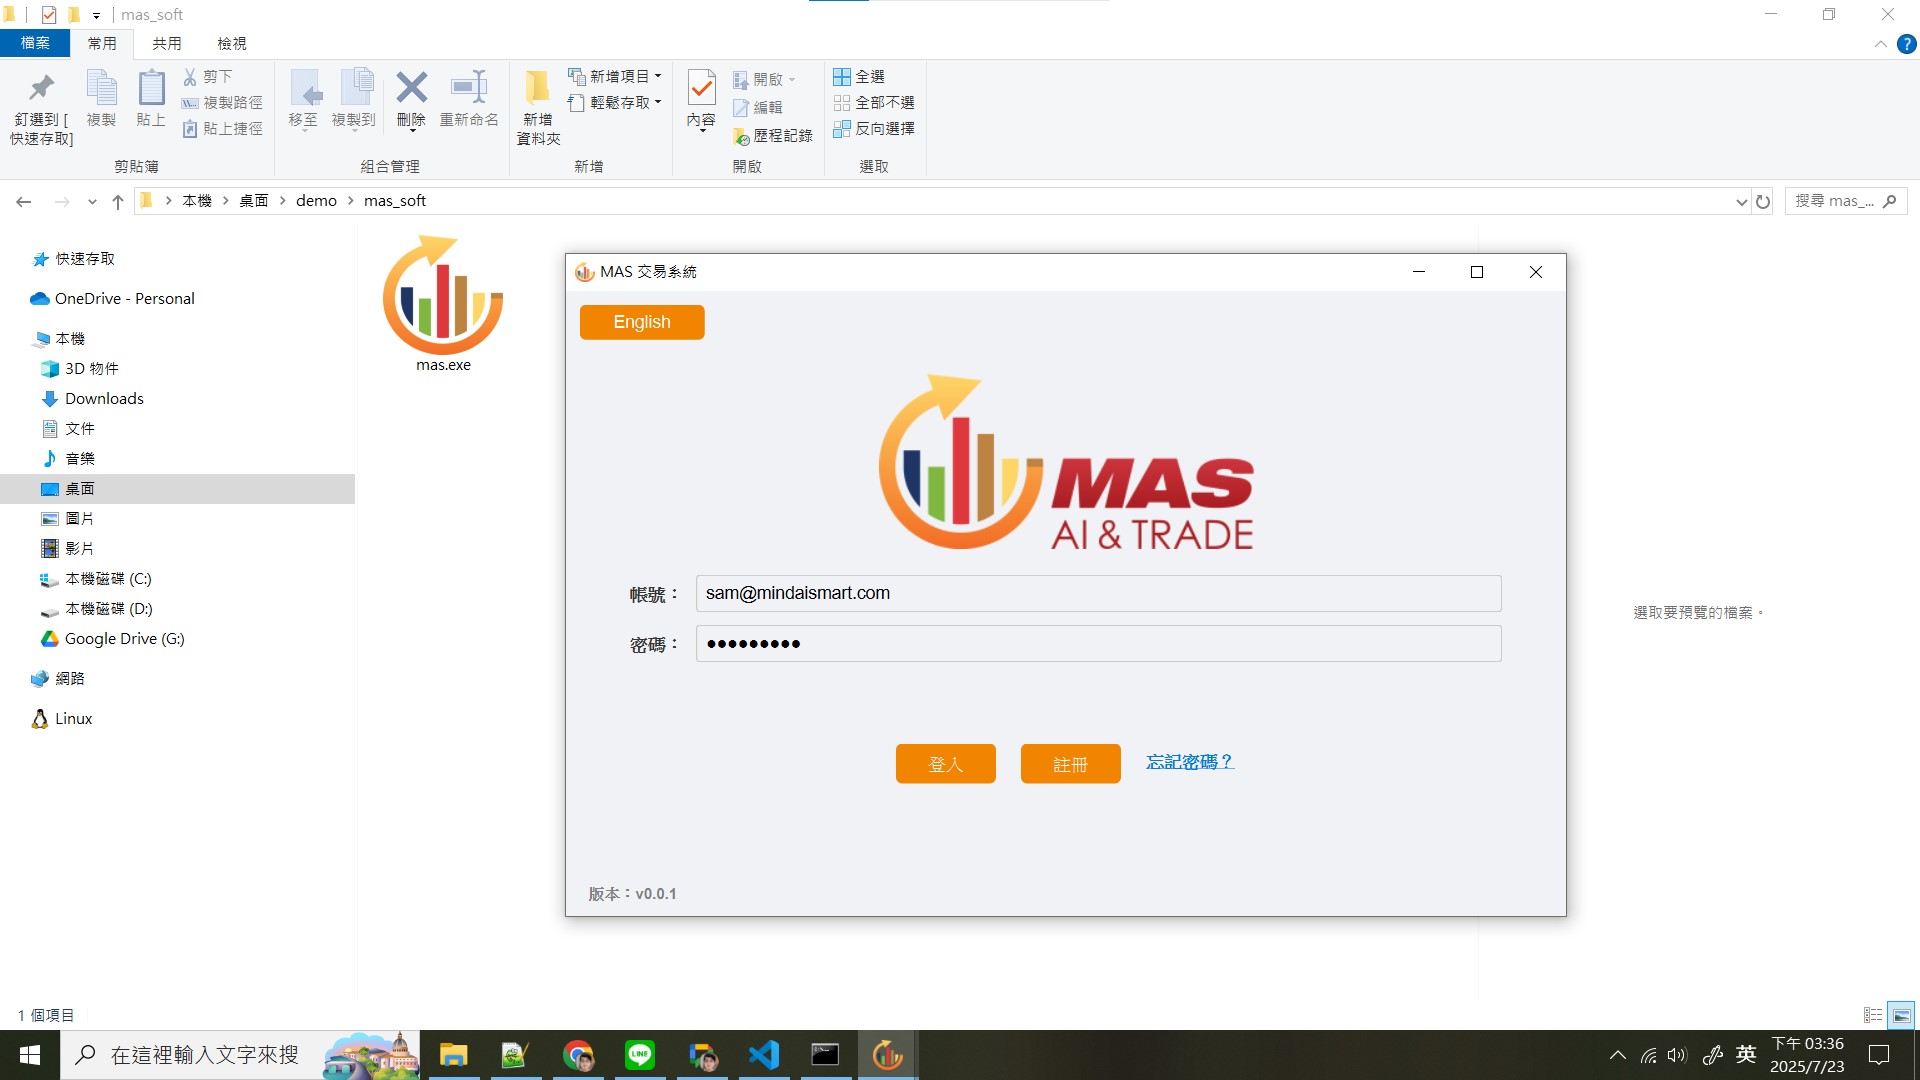 mas_soft
檔案 常用 共用 檢視
釘選到 [
快速存取]
複製
貼上
剪下
複製路徑
貼上捷徑
剪貼簿
移至
複製到
刪除
重新命名
組合管理
新增
資料夾
新增項目
輕鬆存取
新增
內容
開啟
編輯
歷程記錄
開啟
全選
全部不選
反向選擇
選取
本機 > 桌面 > demo > mas_soft
搜尋 mas_...
快速存取
OneDrive - Personal
本機
3D 物件
Downloads
文件
音樂
桌面
圖片
影片
本機磁碟 (C:)
本機磁碟 (D:)
Google Drive (G:)
網路
Linux
mas.exe
MAS 交易系統
English
MAS
AI & TRADE
帳號：
sam@mindaismart.com
密碼：
●●●●●●●●●
登入
註冊
忘記密碼？
版本：v0.0.1
選取要預覽的檔案。
1 個項目
在這裡輸入文字來搜
LINE
英
下午 03:36
2025/7/23